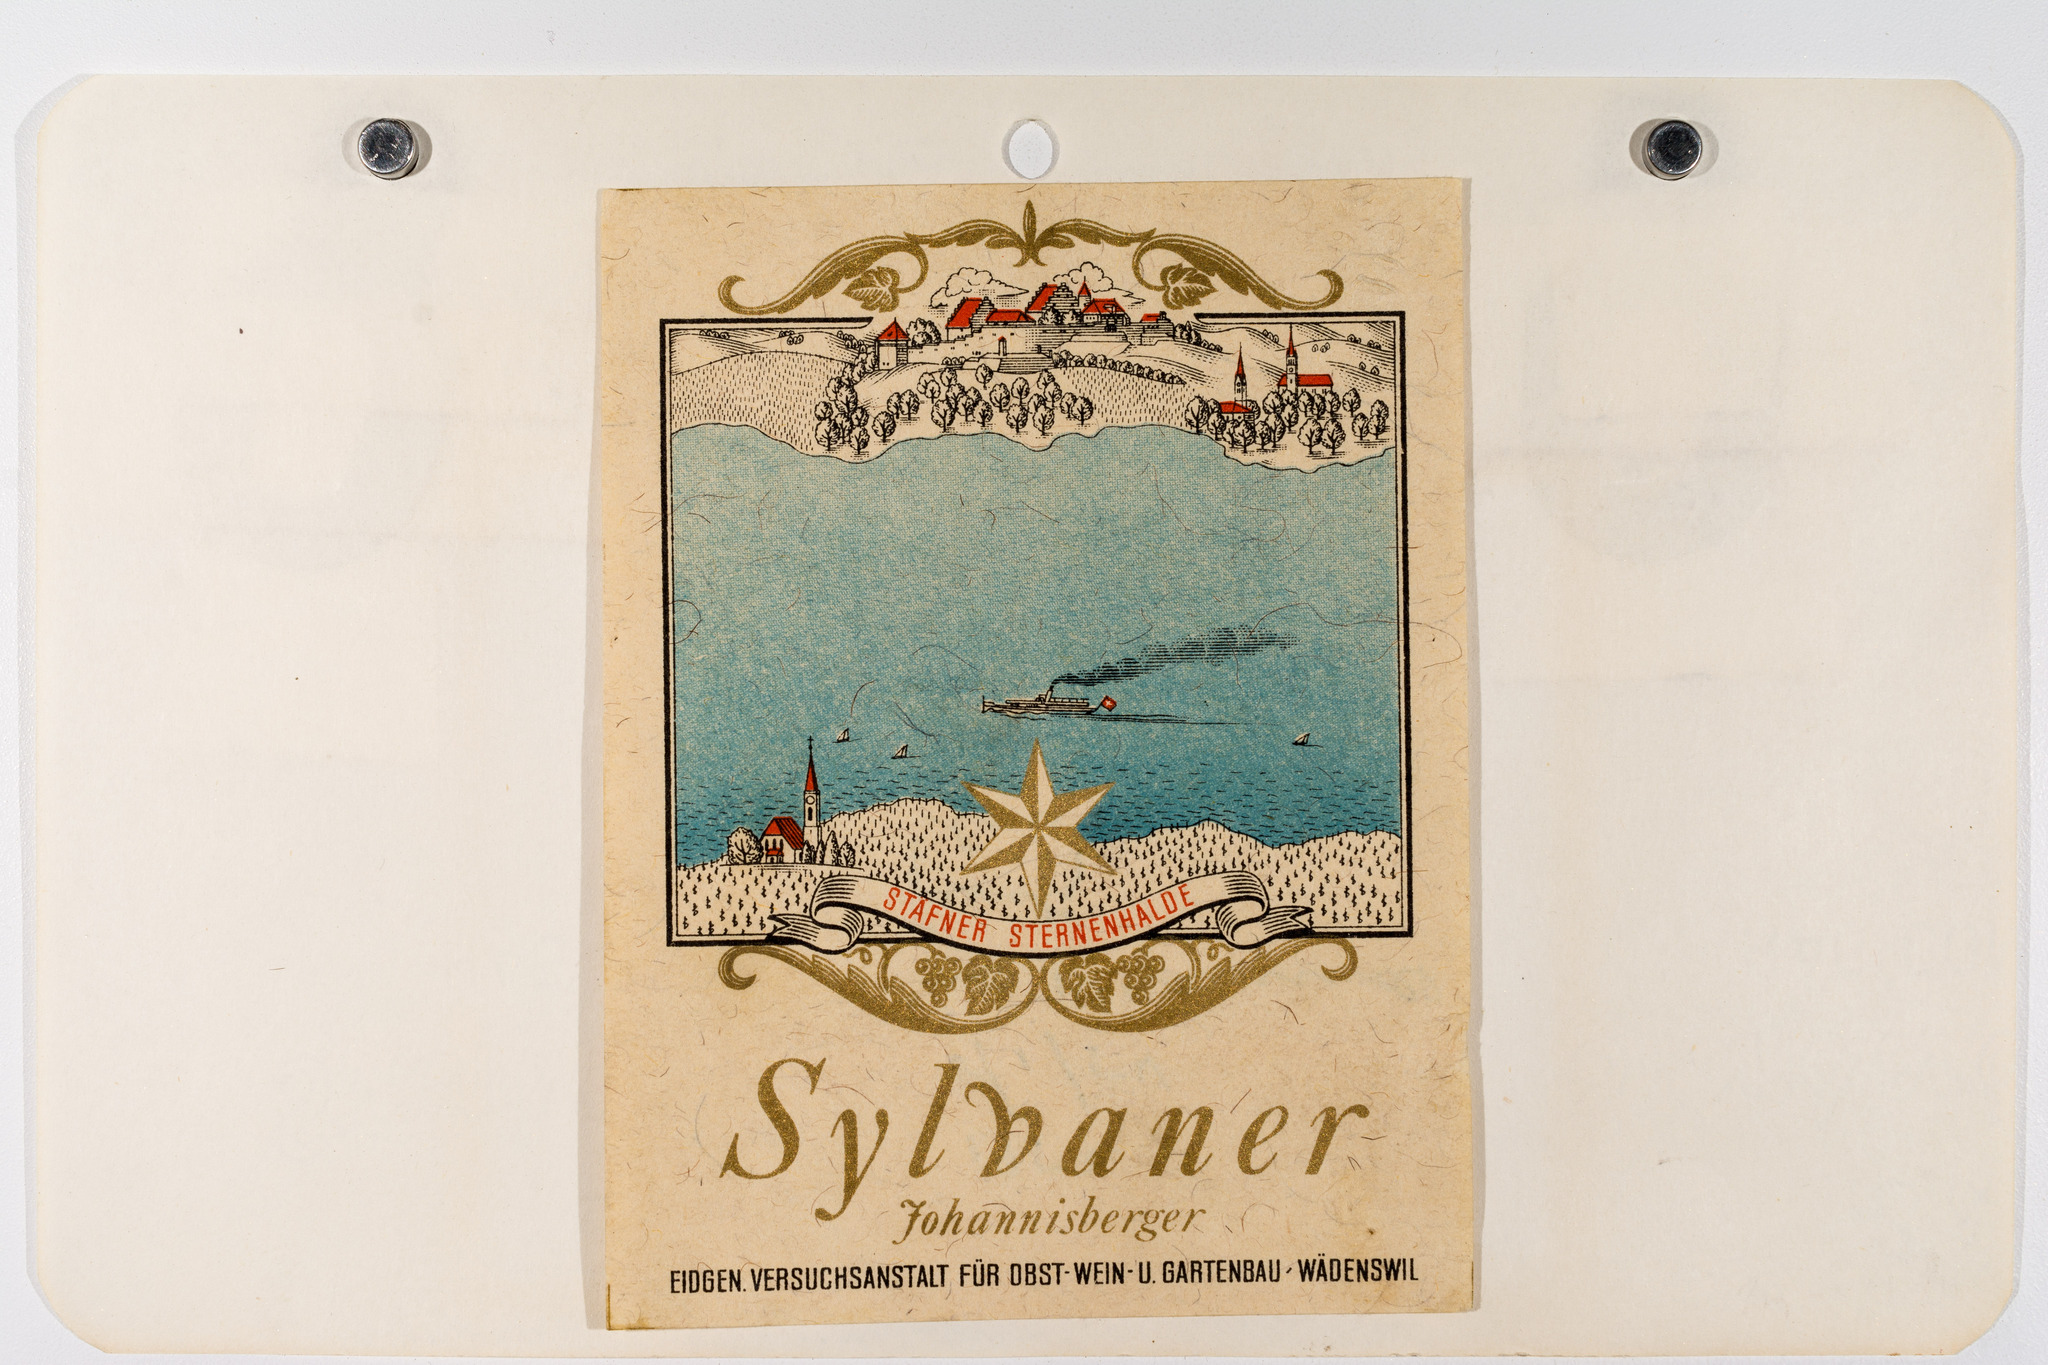 STÄFNER STERNENHALDE
Sylvaner
Johannisberger
EIDGEN. VERSUCHSANSTALT FÜR OBST- WEIN- U. GARTENBAU - WÄDENSWIL